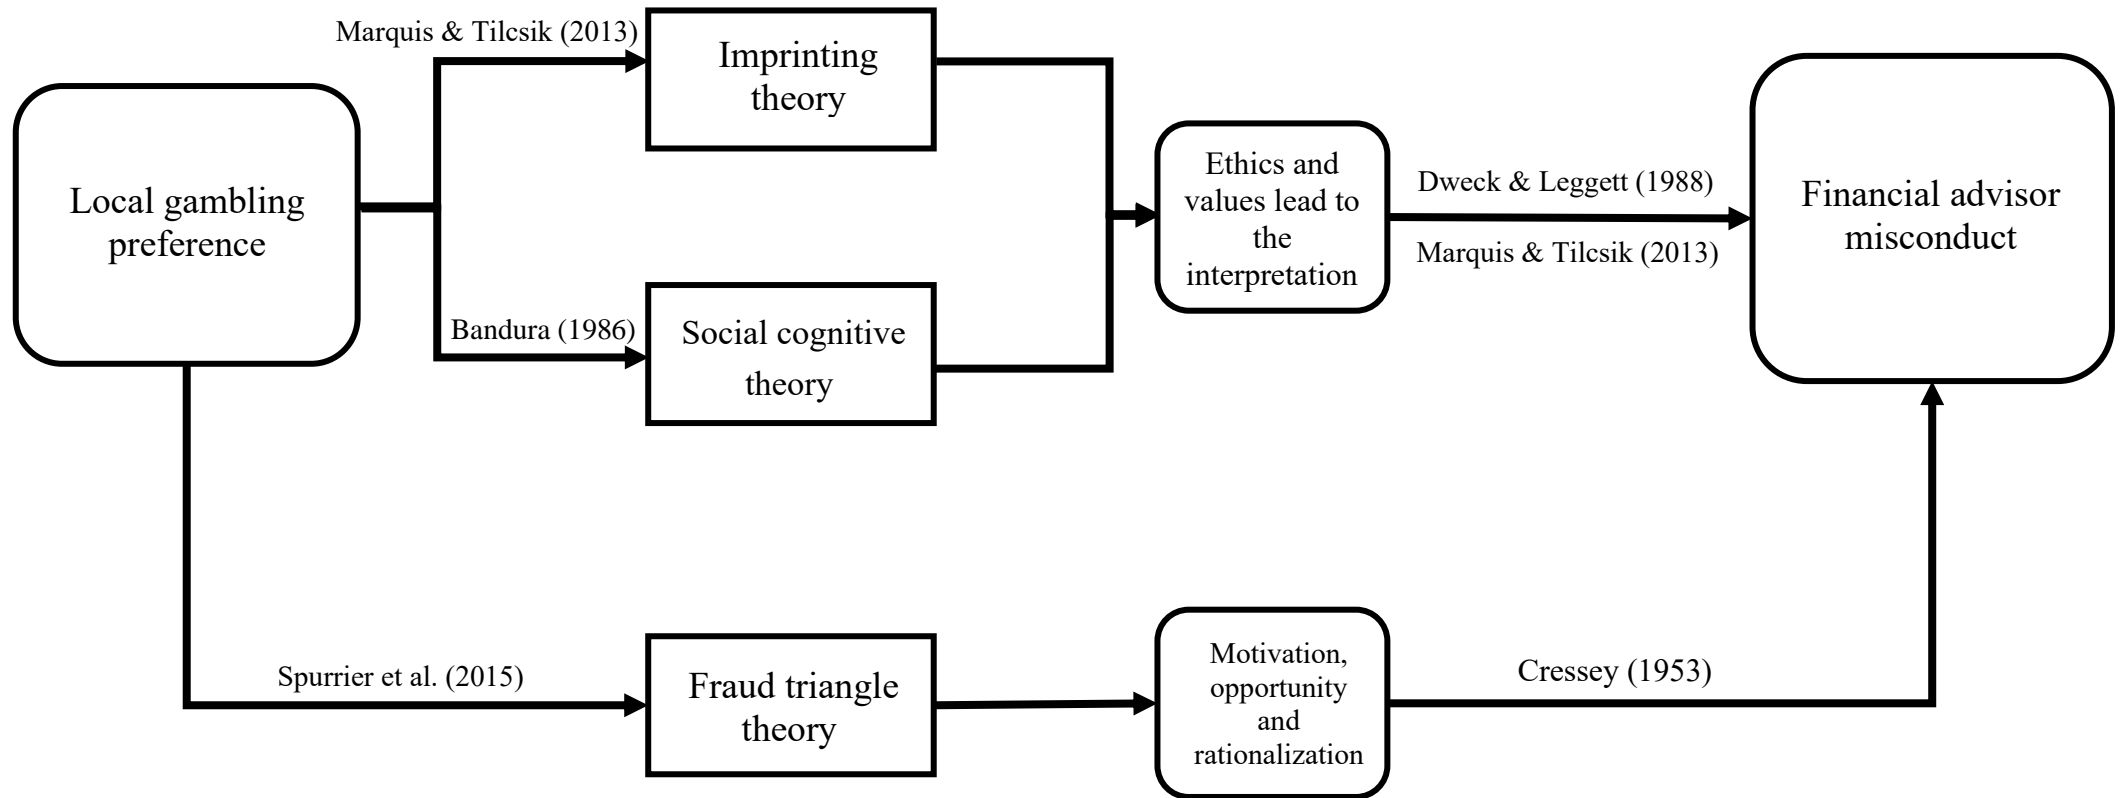 Marquis & Tilcsik (2013)
Imprinting
theory
Local gambling
preference
Ethics and
values lead to
the
interpretation
Dweck & Leggett (1988)
Marquis & Tilcsik (2013)
Financial advisor
misconduct
Bandura (1986)
Social cognitive
theory
Spurrier et al. (2015)
Fraud triangle
theory
Motivation,
opportunity
and
rationalization
Cressey (1953)